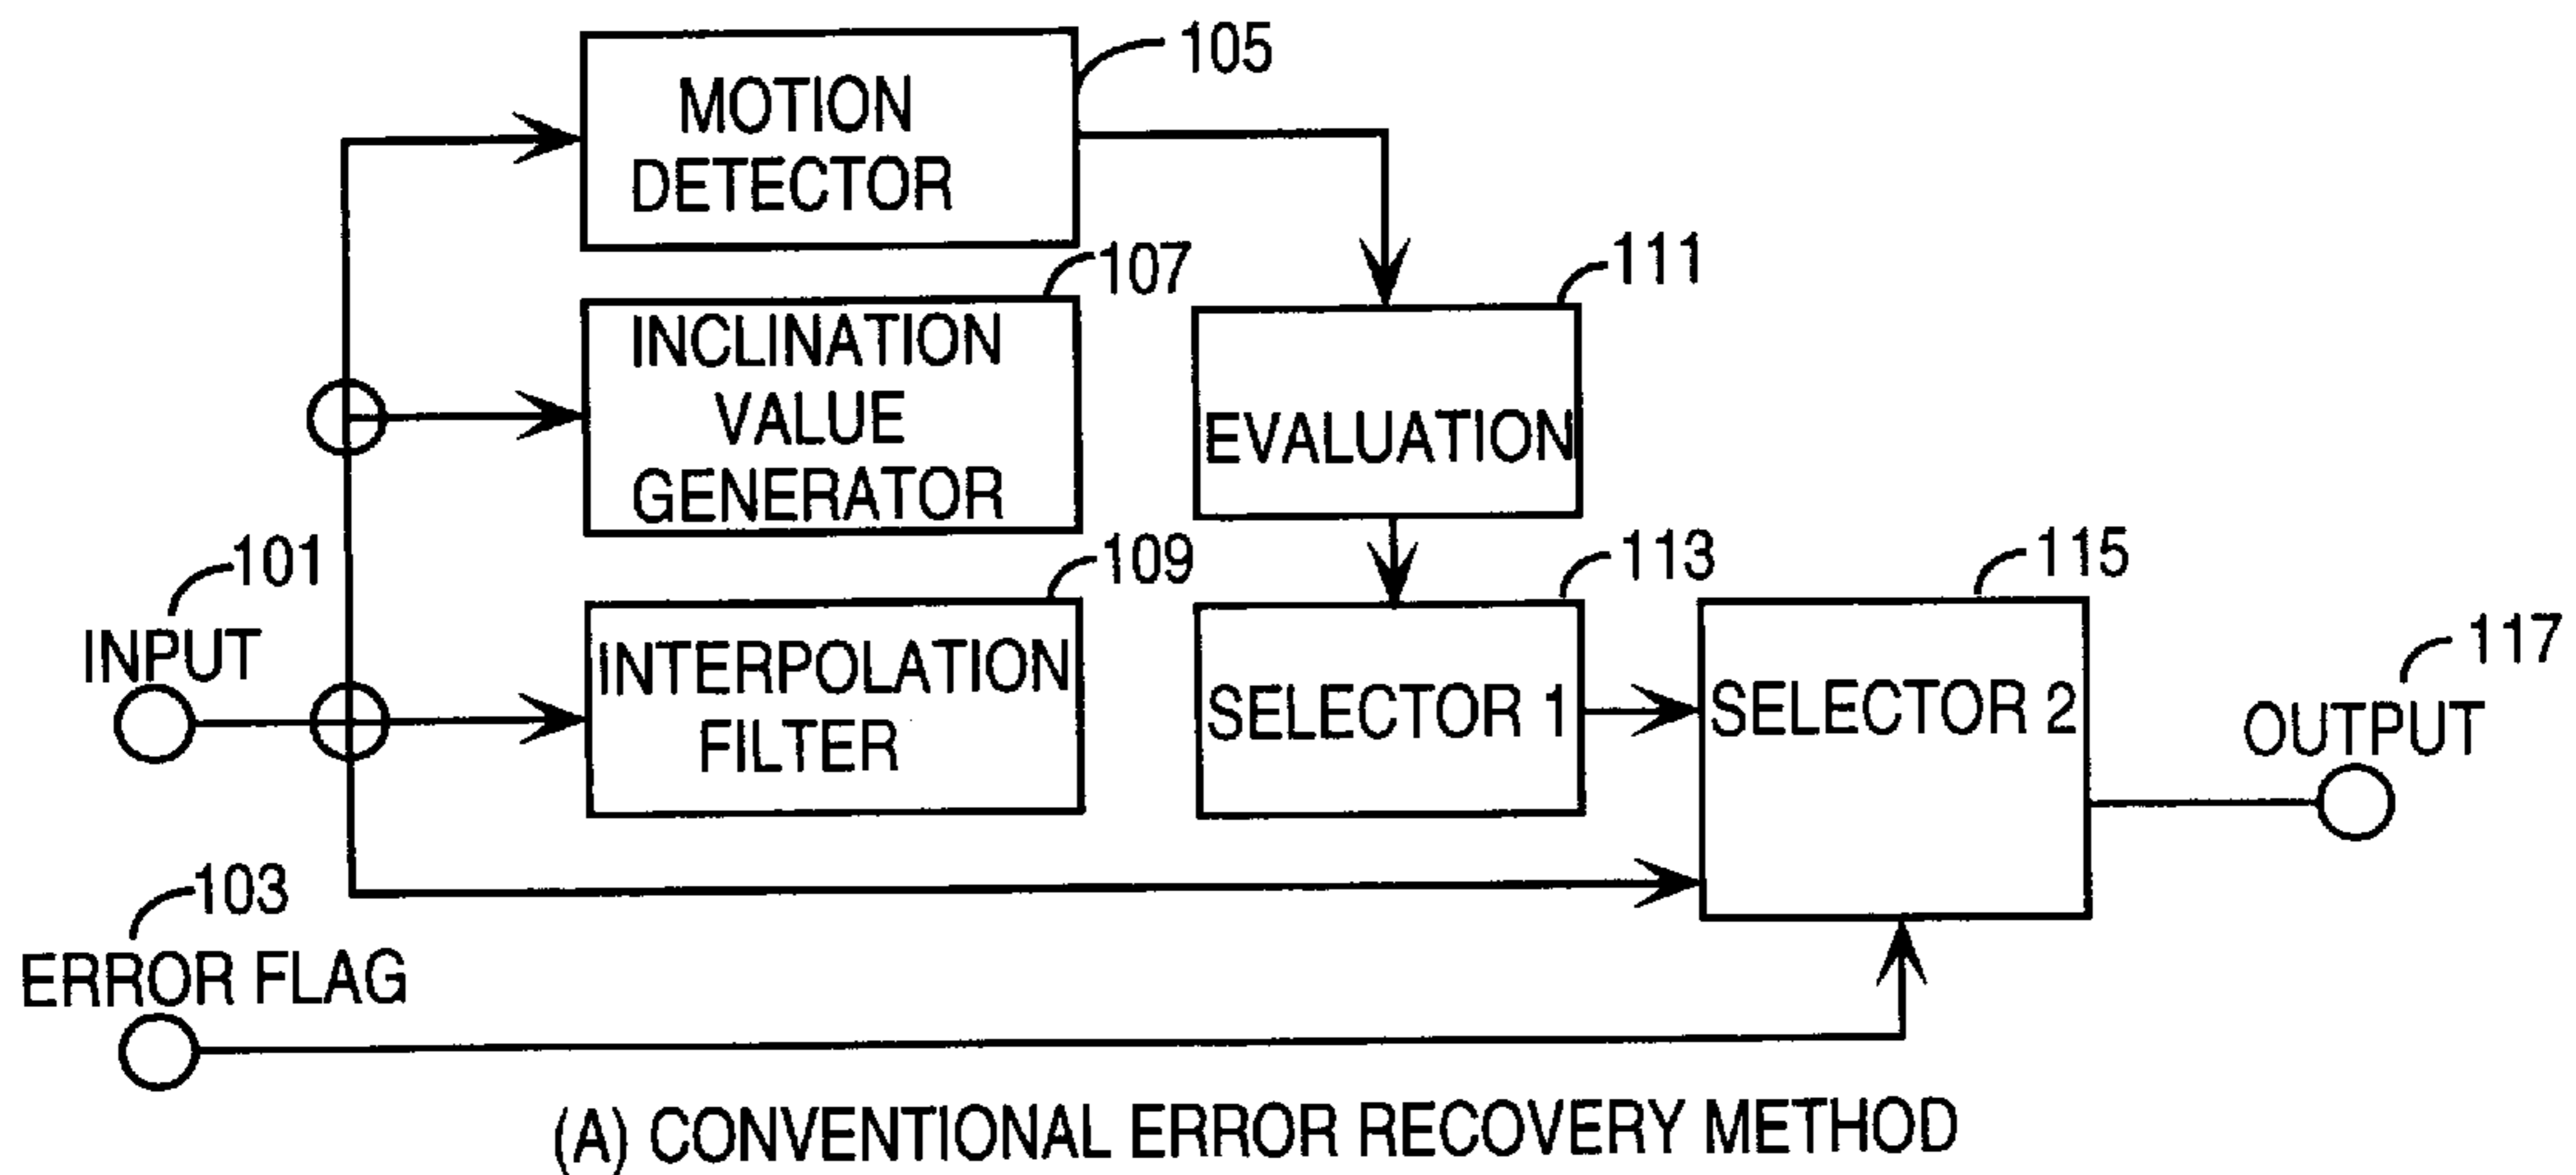 105
MOTION
DETECTOR
107
INCLINATION
VALUE
GENERATOR
111
EVALUATION
101
INPUT
109
INTERPOLATION
FILTER
113
SELECTOR 1
115
SELECTOR 2
117
OUTPUT
103
ERROR FLAG
(A) CONVENTIONAL ERROR RECOVERY METHOD